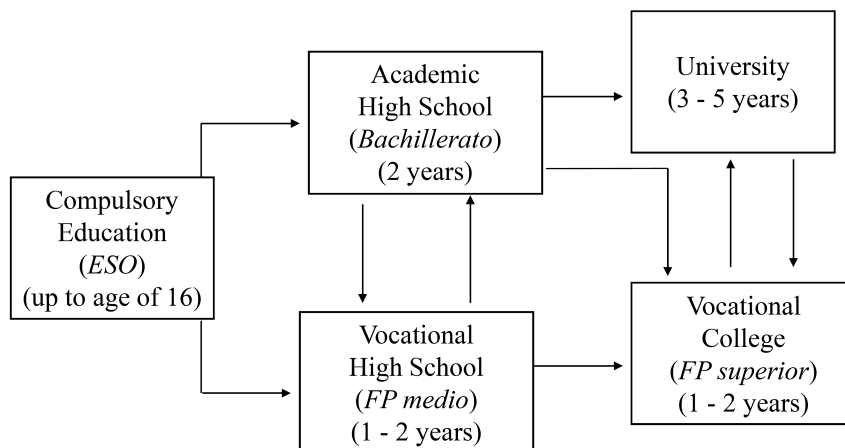 Compulsory
Education
(ESO)
(up to age of 16)
Academic
High School
(Bachillerato)
(2 years)
Vocational
High School
(FP medio)
(1 - 2 years)
University
(3 - 5 years)
Vocational
College
(FP superior)
(1 - 2 years)